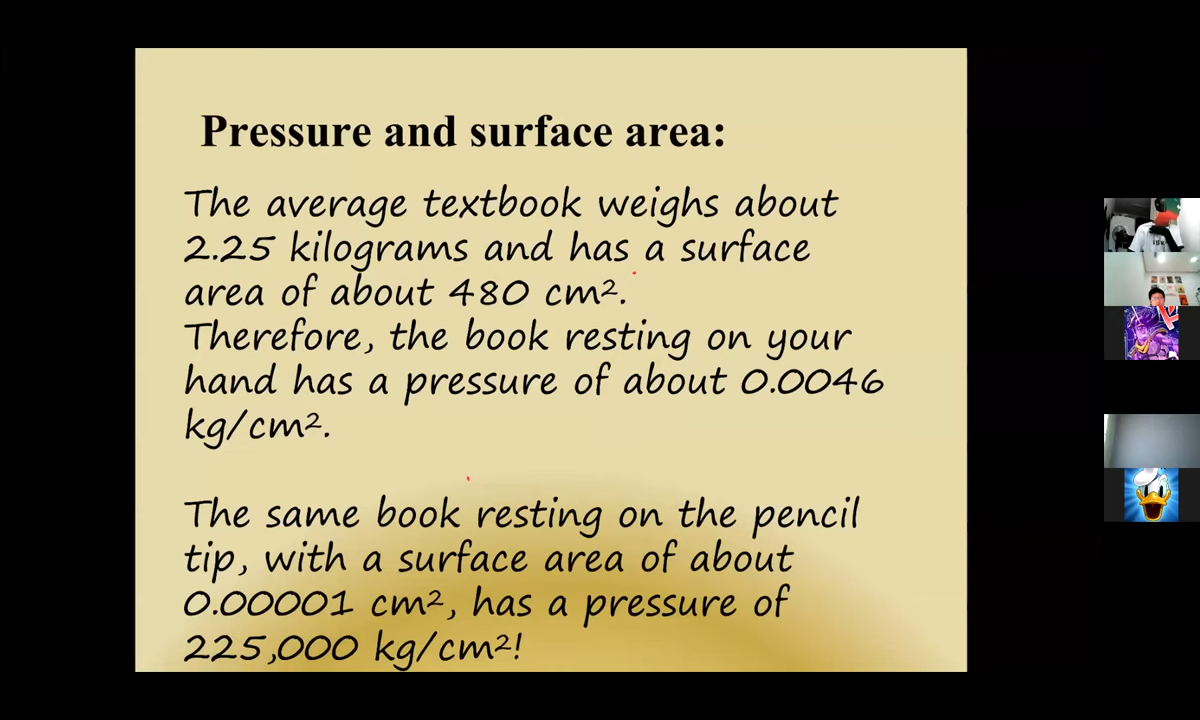 Pressure and surface area:
The average textbook weighs about
2.25 kilograms and has a surface
area of about 480 cm².
Therefore, the book resting on your
hand has a pressure of about 0.0046
kg/cm².
The same book resting on the pencil
tip, with a surface area of about
0.00001 cm², has a pressure of
225,000 kg/cm²!